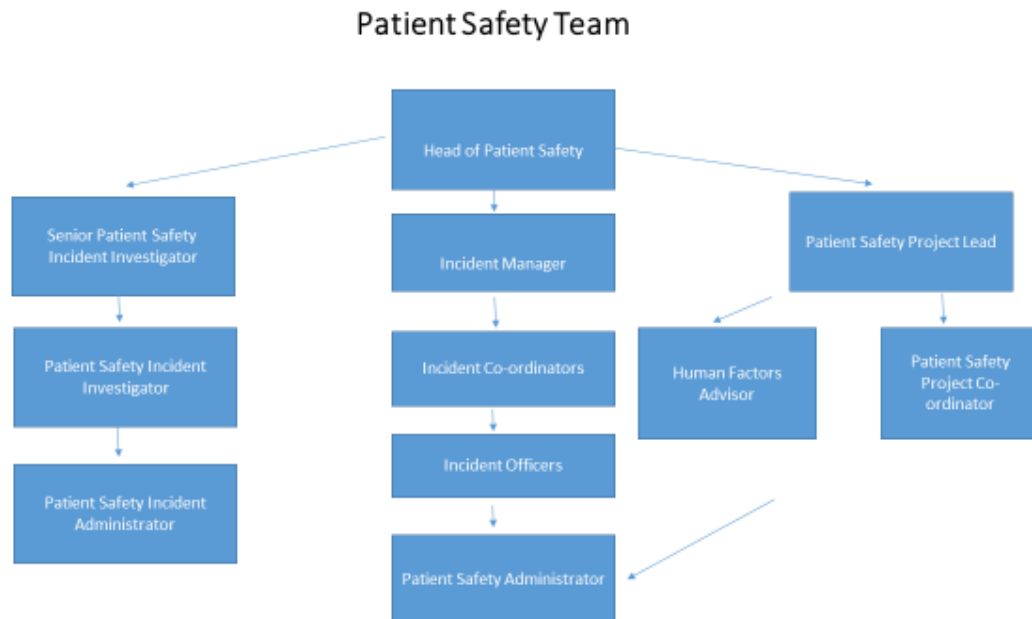 Patient Safety Team
Head of Patient Safety
Senior Patient Safety
Incident Investigator
Incident Manager
Patient Safety Project Lead
Patient Safety Incident
Investigator
Incident Co-ordinators
Human Factors
Advisor
Patient Safety
Project Co-
ordinator
Patient Safety Incident
Administrator
Incident Officers
Patient Safety Administrator